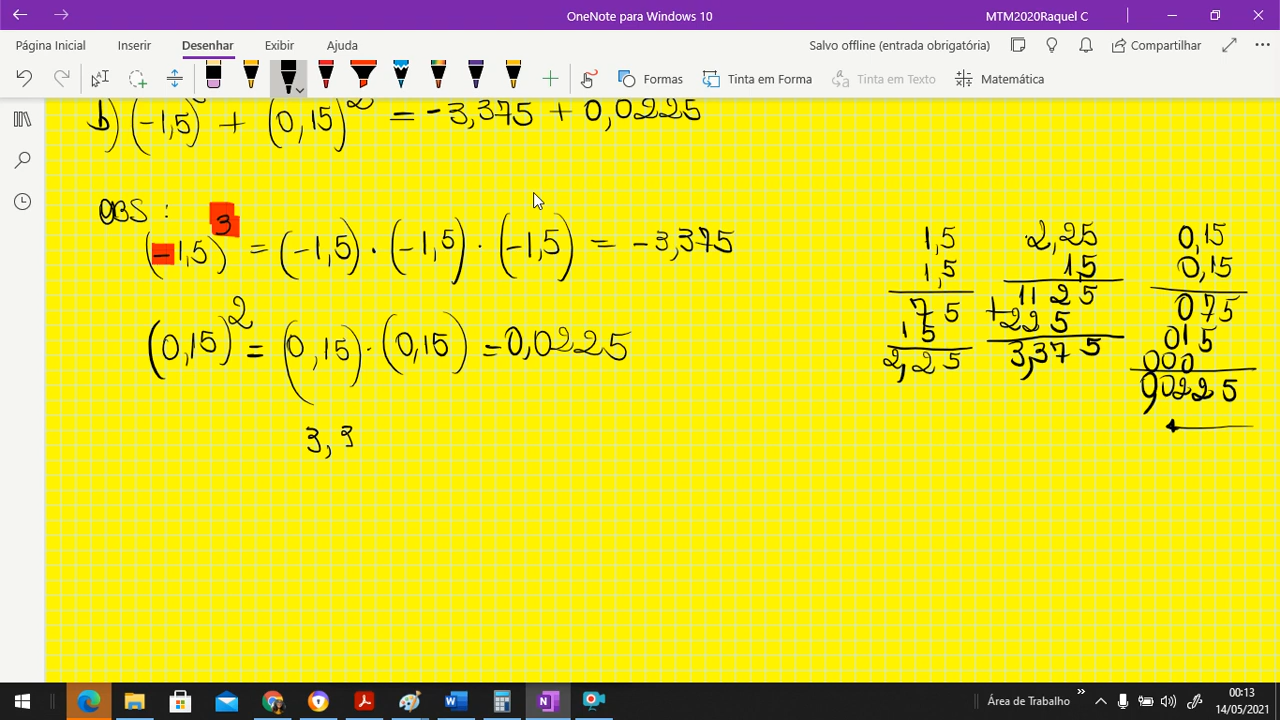 OneNote para Windows 10
MTM2020Raquel C
Página Inicial Inserir Desenhar Exibir Ajuda
Salvo offline (entrada obrigatória)
Compartilhar
Formas Tinta em Forma Tinta em Texto Matemática
b) (-1,5) + (0,15)² = -3,375 + 0,0225
OBS :
(-1,5)³ = (-1,5) · (-1,5) · (-1,5) = -3,375
(0,15)² = (0,15) · (0,15) = 0,0225
3,3
1,5
1,5
75
15
2,25
2,25
1,5
1125
+225
3,375
0,15
0,15
075
015
000
0,0225
Área de Trabalho
00:13
14/05/2021